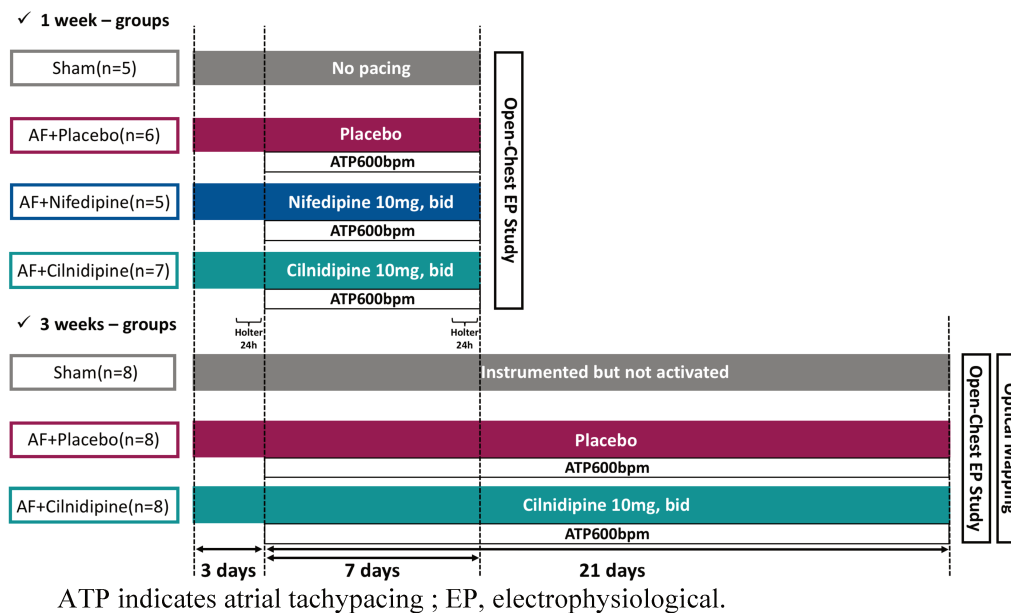 ✓ 1 week – groups
Sham(n=5)
No pacing
AF+Placebo(n=6)
Placebo
ATP600bpm
AF+Nifedipine(n=5)
Nifedipine 10mg, bid
ATP600bpm
AF+Cilnidipine(n=7)
Cilnidipine 10mg, bid
ATP600bpm
Open-Chest EP Study
✓ 3 weeks – groups
Holter
24h
Holter
24h
Sham(n=8)
Instrumented but not activated
AF+Placebo(n=8)
Placebo
ATP600bpm
AF+Cilnidipine(n=8)
Cilnidipine 10mg, bid
ATP600bpm
Open-Chest EP Study
Optical Mapping
3 days
7 days
21 days
ATP indicates atrial tachypacing ; EP, electrophysiological.